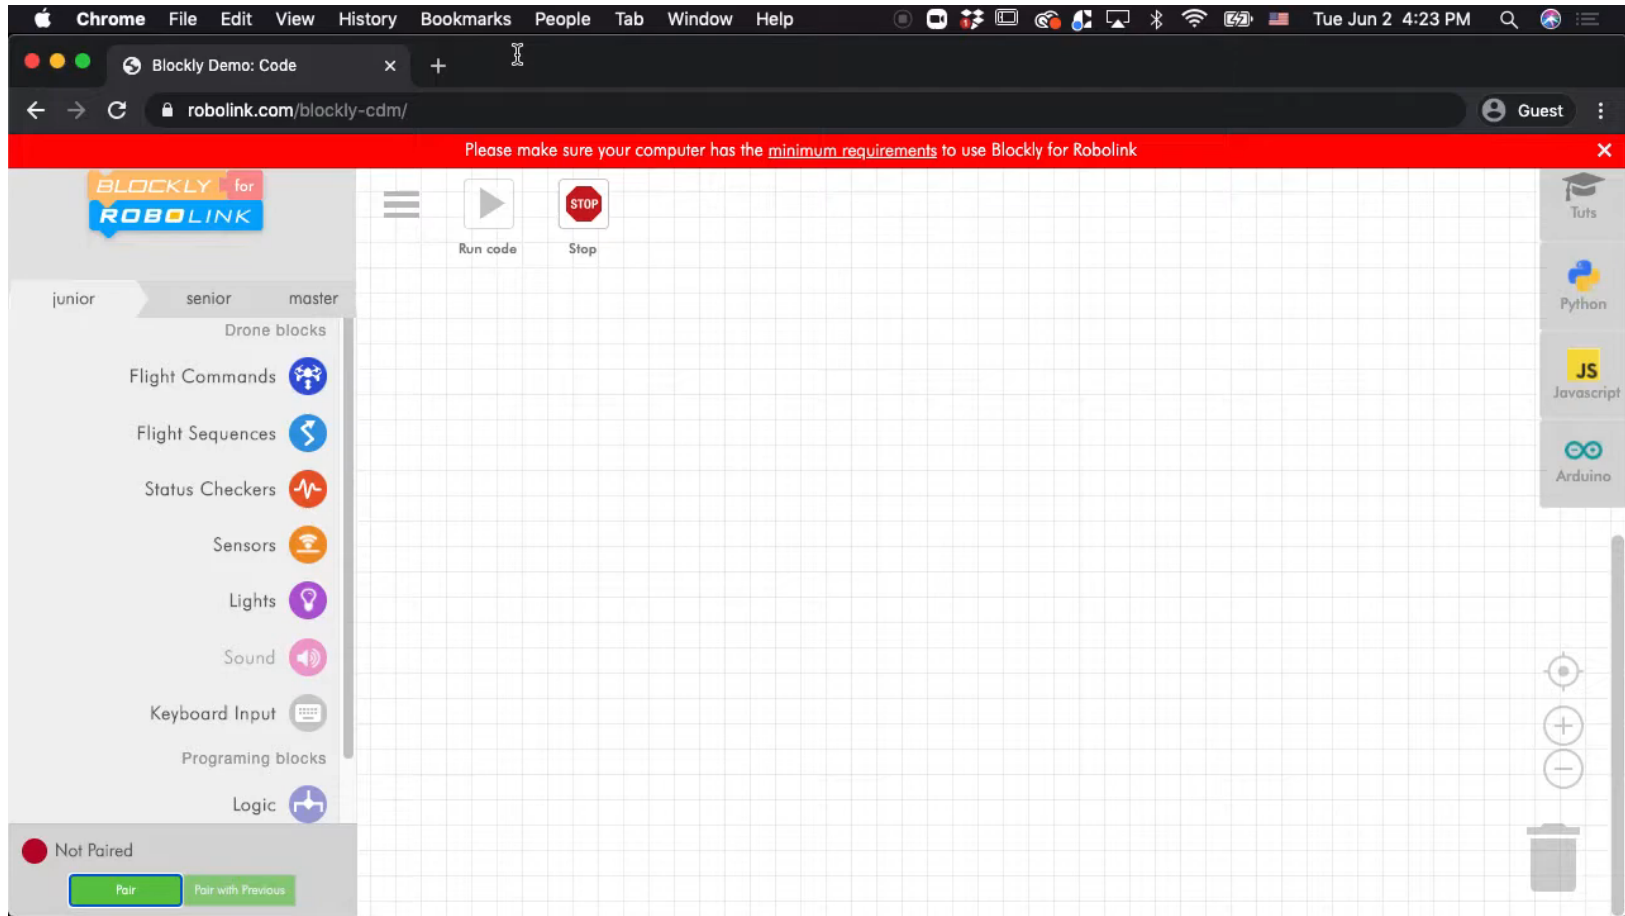 Chrome File Edit View History Bookmarks People Tab Window Help Tue Jun 2 4:23 PM
Blockly Demo: Code
robolink.com/blockly-cdm/ Guest
Please make sure your computer has the minimum requirements to use Blockly for Robolink
BLOCKLY for
ROBOLINK
Run code
STOP
Stop
Tuts
Python
JS
Javascript
Arduino
junior senior master
Drone blocks
Flight Commands
Flight Sequences
Status Checkers
Sensors
Lights
Sound
Keyboard Input
Programing blocks
Logic
Not Paired
Pair Pair with Previous